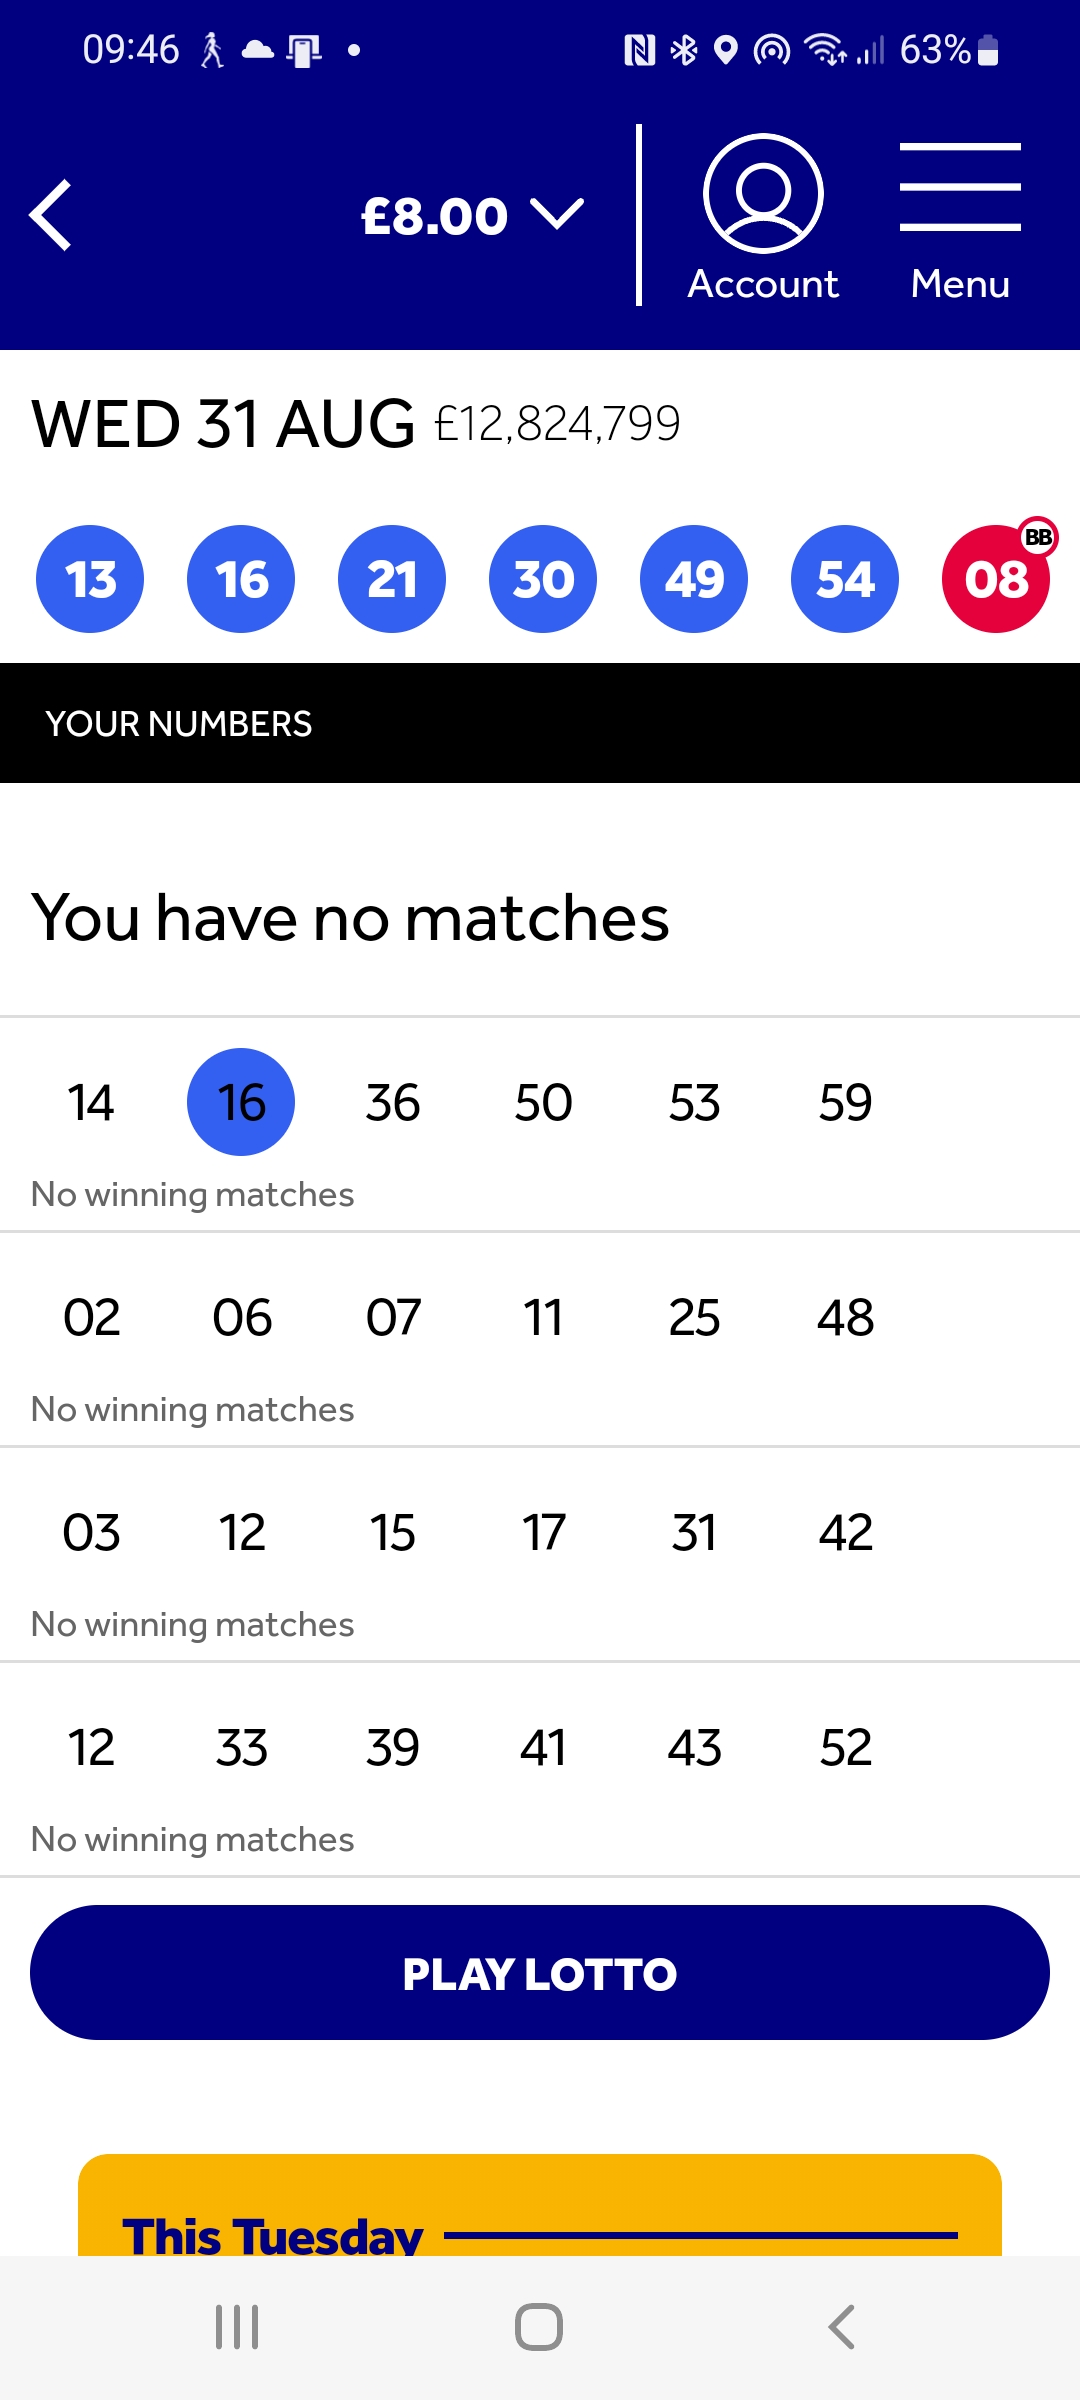 09:46 63%
£8.00
Account Menu
WED 31 AUG £12,824,799
13 16 21 30 49 54 08 BB
YOUR NUMBERS
You have no matches
14 16 36 50 53 59
No winning matches
02 06 07 11 25 48
No winning matches
03 12 15 17 31 42
No winning matches
12 33 39 41 43 52
No winning matches
PLAY LOTTO
This Tuesday